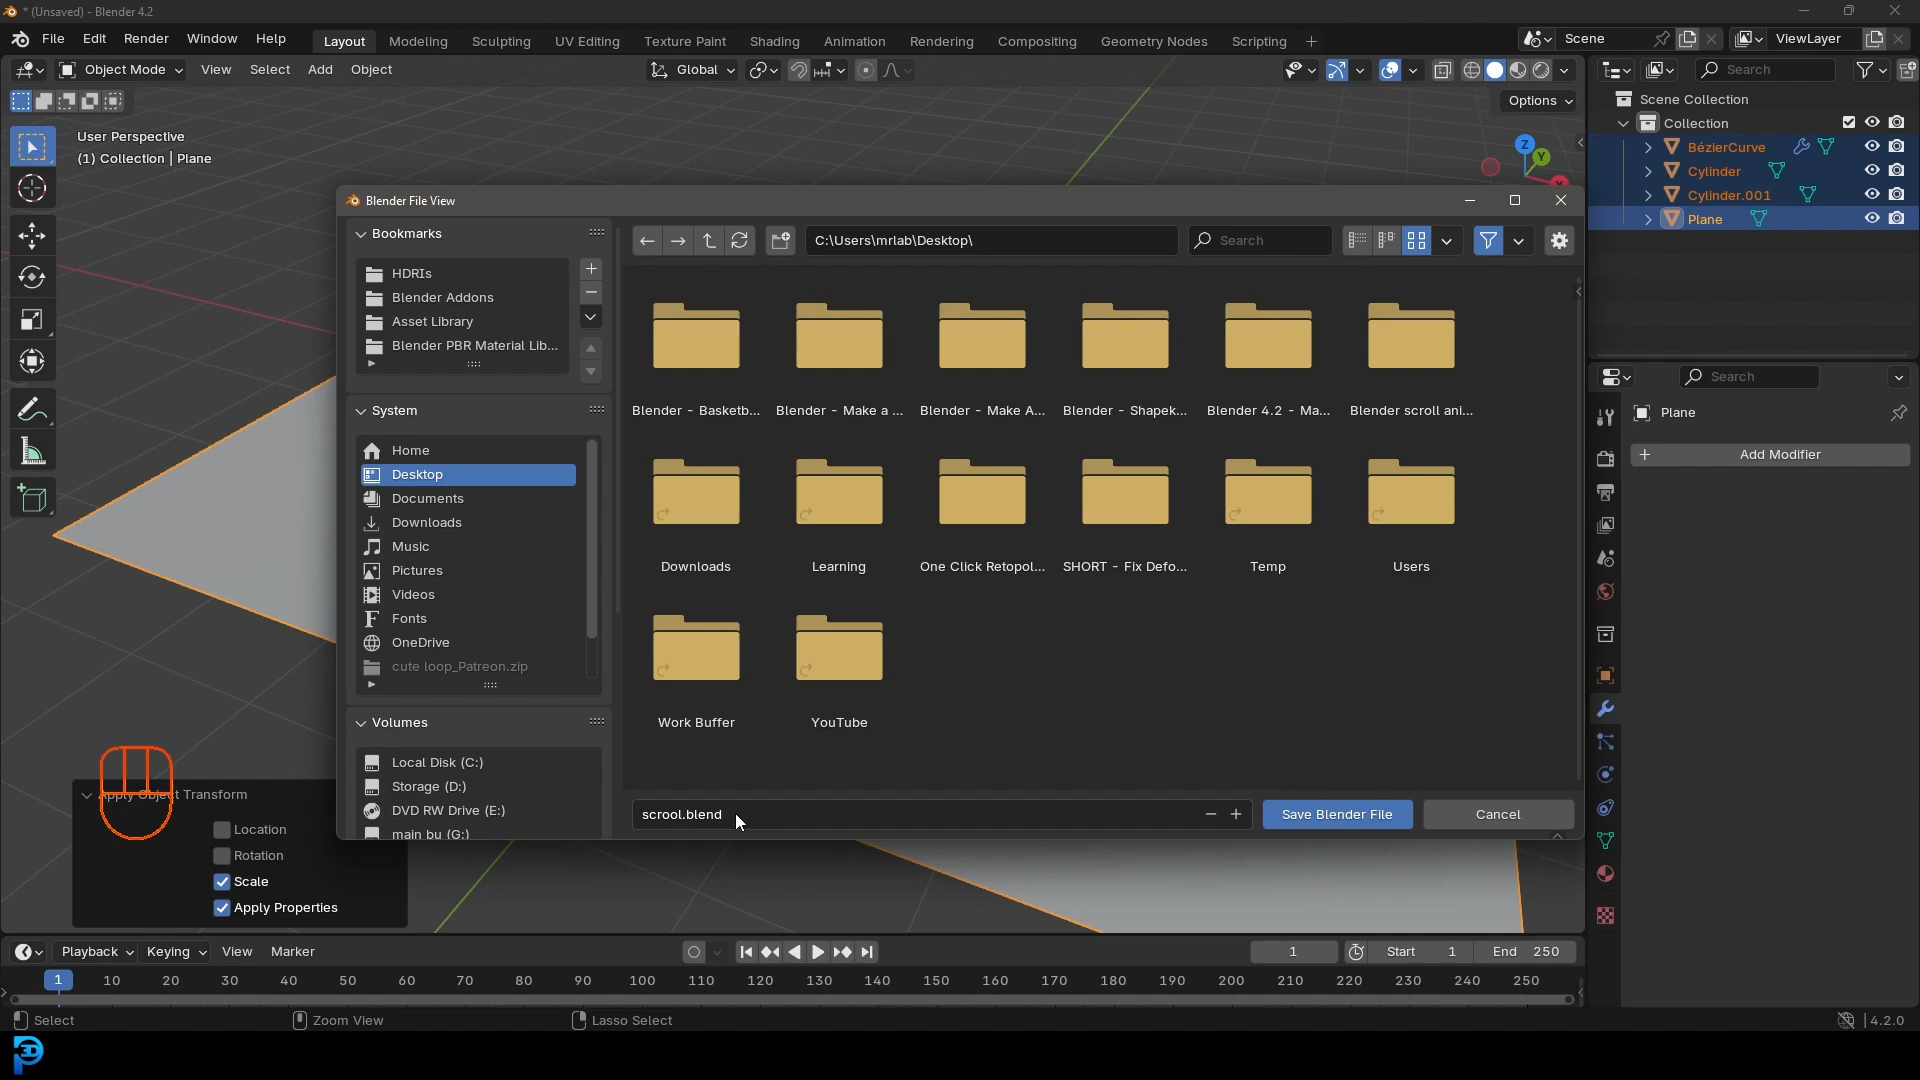 * (Unsaved) - Blender 4.2
File Edit Render Window Help Layout Modeling Sculpting UV Editing Texture Paint Shading Animation Rendering Compositing Geometry Nodes Scripting + Scene ViewLayer
Object Mode View Select Add Object Global Search
Options
User Perspective
(1) Collection | Plane
Scene Collection
Collection
BézierCurve
Cylinder
Cylinder.001
Plane
Z
Y
X
Blender File View
Bookmarks
HDRIs
Blender Addons
Asset Library
Blender PBR Material Lib...
System
Home
Desktop
Documents
Downloads
Music
Pictures
Videos
Fonts
OneDrive
cute loop_Patreon.zip
Volumes
Local Disk (C:)
Storage (D:)
DVD RW Drive (E:)
main bu (G:)
C:\Users\mrlab\Desktop\ Search
Blender - Basketb... Blender - Make a ... Blender - Make A... Blender - Shapek... Blender 4.2 - Ma... Blender scroll ani...
Downloads Learning One Click Retopol... SHORT - Fix Defo... Temp Users
Work Buffer YouTube
scrool.blend Save Blender File Cancel
Search
Plane
+ Add Modifier
Apply Object Transform
Location
Rotation
Scale
Apply Properties
Playback Keying View Marker 1 Start 1 End 250
1 10 20 30 40 50 60 70 80 90 100 110 120 130 140 150 160 170 180 190 200 210 220 230 240 250
Select Zoom View Lasso Select 4.2.0